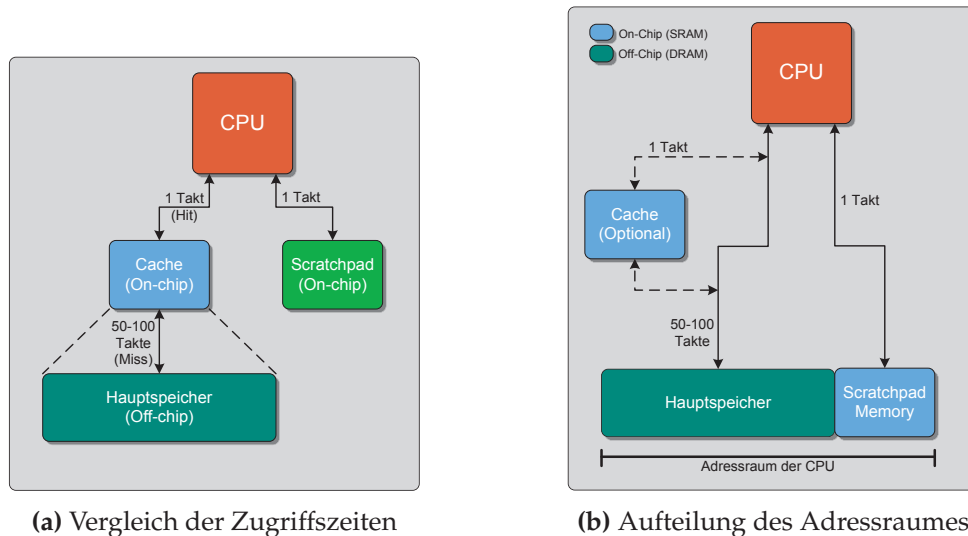 CPU
1 Takt
(Hit)
1 Takt
Cache
(On-chip)
Scratchpad
(On-chip)
50-100
Takte
(Miss)
Hauptspeicher
(Off-chip)
(a) Vergleich der Zugriffszeiten
On-Chip (SRAM)
Off-Chip (DRAM)
CPU
1 Takt
Cache
(Optional)
1 Takt
50-100
Takte
Hauptspeicher
Scratchpad
Memory
Adressraum der CPU
(b) Aufteilung des Adressraumes